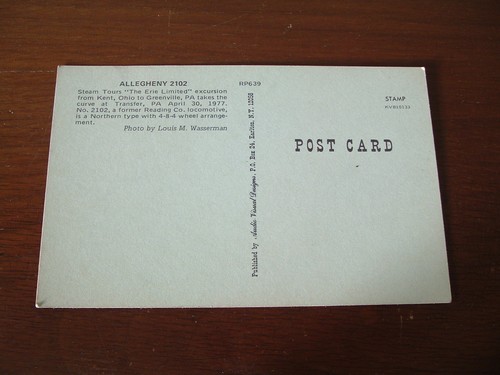 ALLEGHENY 2102
Steam Tours "The Erie Limited" excursion
from Kent, Ohio to Greenville, PA takes the
curve at Transfer, PA April 30, 1977.
No. 2102, a former Reading Co. locomotive,
is a Northern type with 4-8-4 wheel arrange-
ment.
Photo by Louis M. Wasserman
RP639
Published by Audio Visual Designs, P.O. Box 24, Earlton, N.Y. 12058
STAMP
POST CARD